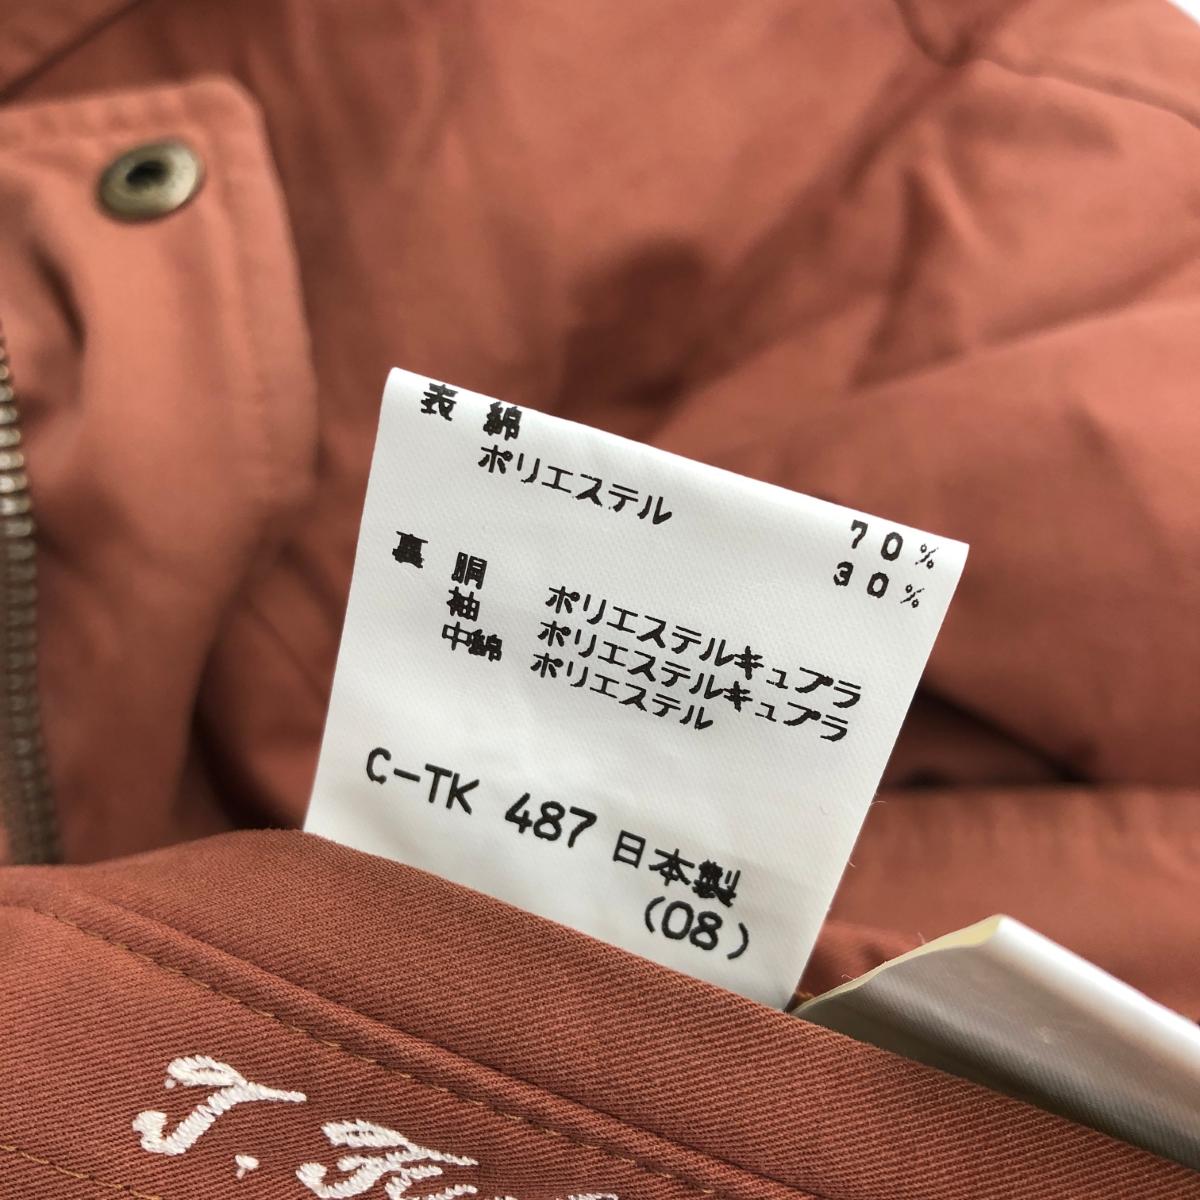 表 綿 70%
ポリエステル 30%
裏 胴 ポリエステルキュプラ
袖 ポリエステルキュプラ
中綿 ポリエステル
C-TK 487 日本製
(08)